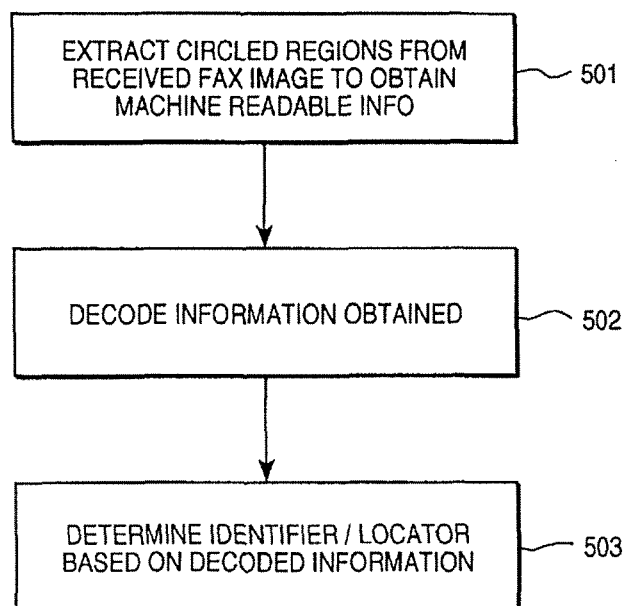 EXTRACT CIRCLED REGIONS FROM
RECEIVED FAX IMAGE TO OBTAIN
MACHINE READABLE INFO
501
DECODE INFORMATION OBTAINED
502
DETERMINE IDENTIFIER / LOCATOR
BASED ON DECODED INFORMATION
503